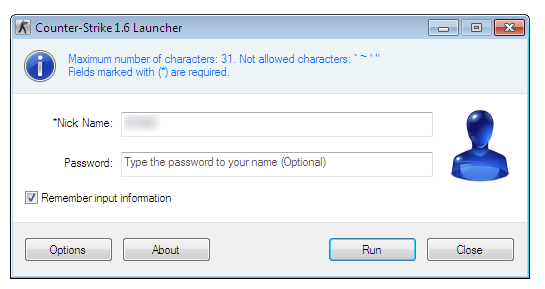 Counter-Strike 1.6 Launcher
Maximum number of characters: 31. Not allowed characters: ` ~ ' "
Fields marked with (*) are required.
*Nick Name:
Password: Type the password to your name (Optional)
Remember input information
Options About Run Close